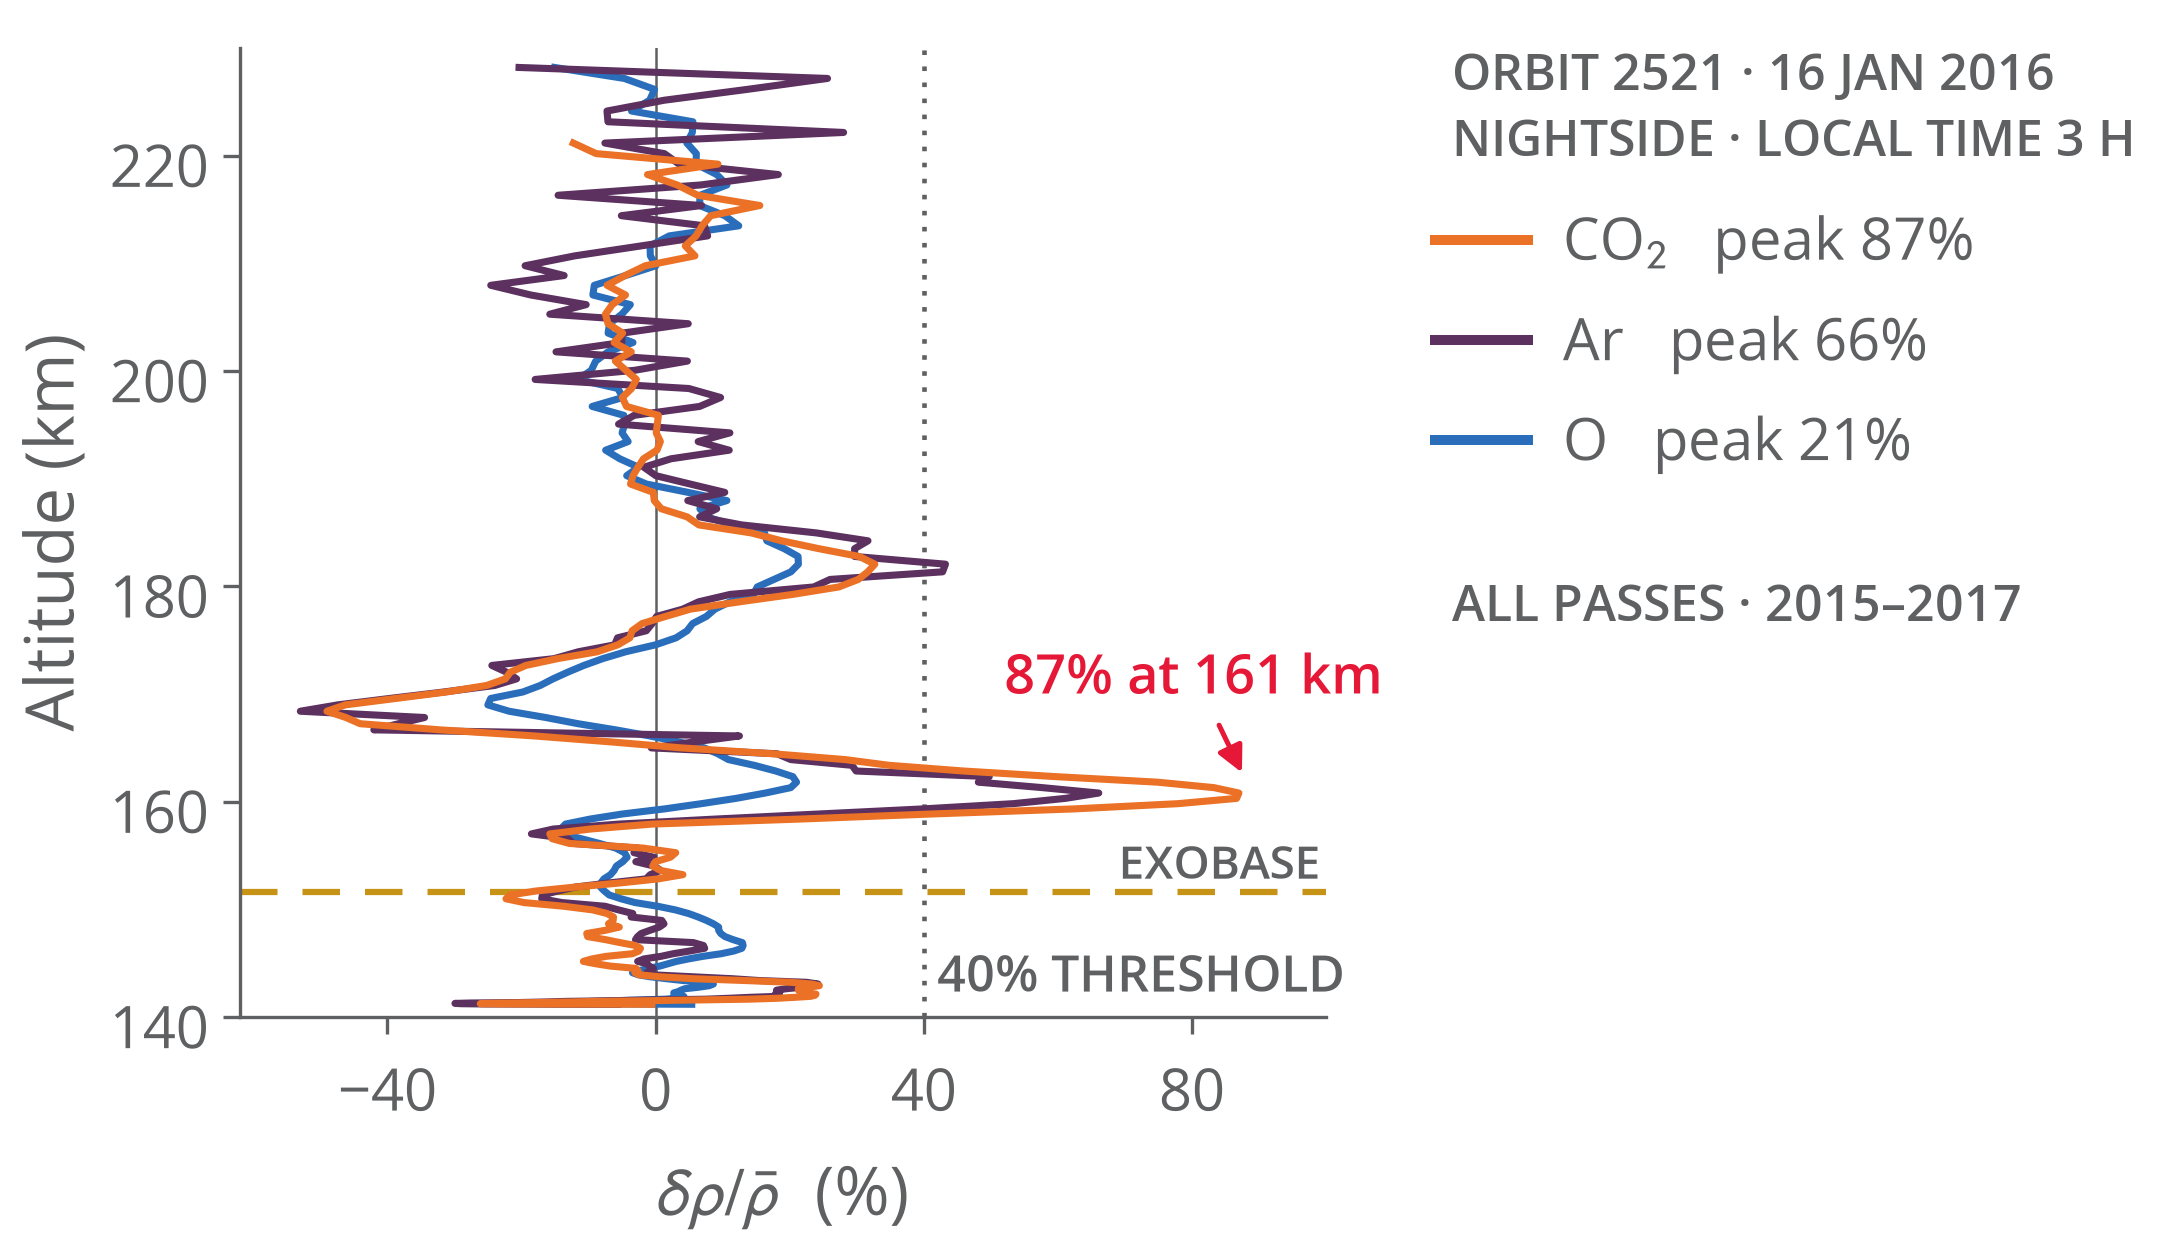 ORBIT 2521 · 16 JAN 2016
NIGHTSIDE · LOCAL TIME 3 H
CO₂ peak 87%
Ar peak 66%
O peak 21%
ALL PASSES · 2015–2017
Altitude (km)
220
200
180
160
140
87% at 161 km
EXOBASE
40% THRESHOLD
−40
0
40
80
δρ/ρ̄ (%)